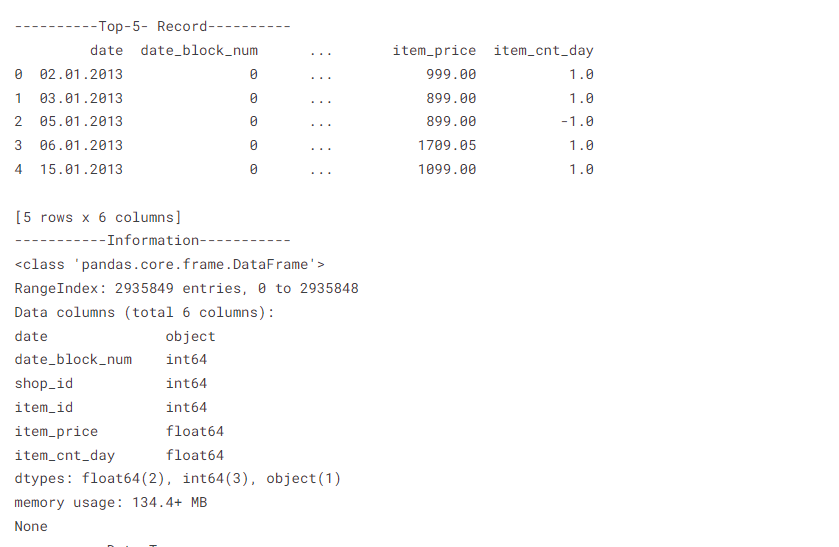 ----------Top-5- Record----------
         date  date_block_num      ...       item_price  item_cnt_day
0  02.01.2013               0      ...           999.00           1.0
1  03.01.2013               0      ...           899.00           1.0
2  05.01.2013               0      ...           899.00          -1.0
3  06.01.2013               0      ...          1709.05           1.0
4  15.01.2013               0      ...          1099.00           1.0
[5 rows x 6 columns]
-----------Information-----------
<class 'pandas.core.frame.DataFrame'>
RangeIndex: 2935849 entries, 0 to 2935848
Data columns (total 6 columns):
date              object
date_block_num    int64
shop_id           int64
item_id           int64
item_price        float64
item_cnt_day      float64
dtypes: float64(2), int64(3), object(1)
memory usage: 134.4+ MB
None